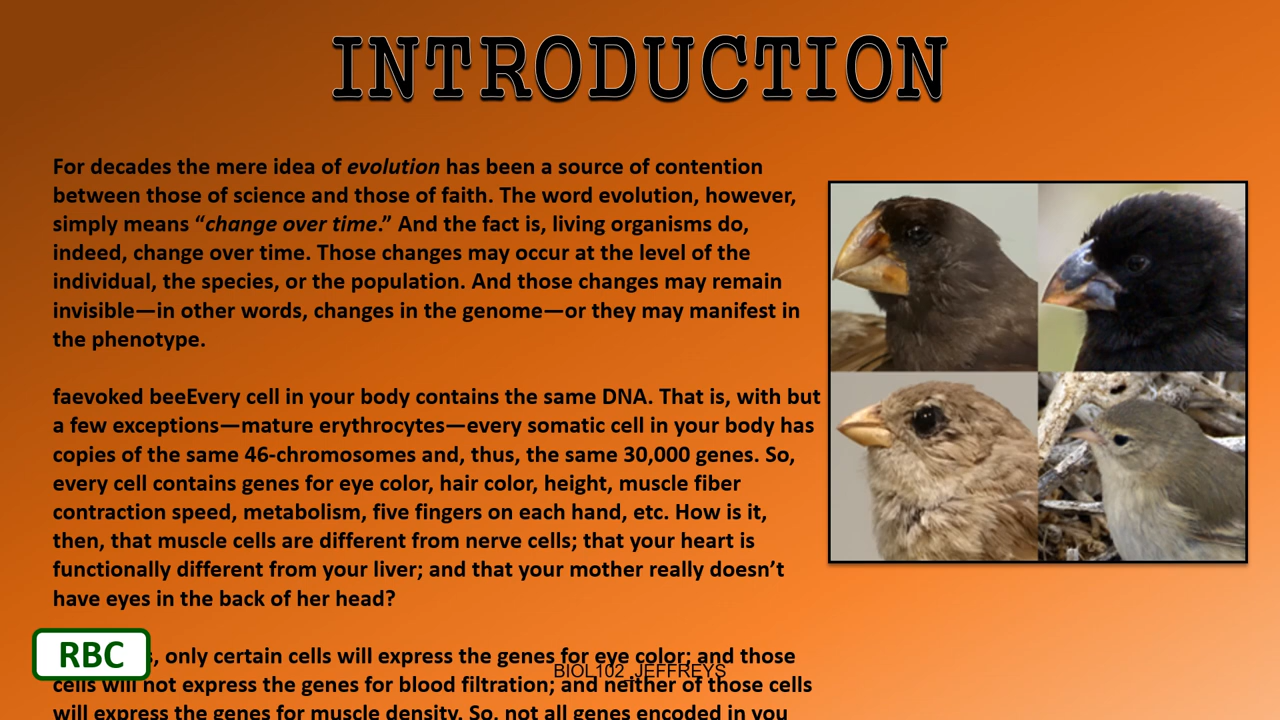 INTRODUCTION
For decades the mere idea of evolution has been a source of contention
between those of science and those of faith. The word evolution, however,
simply means “change over time.” And the fact is, living organisms do,
indeed, change over time. Those changes may occur at the level of the
individual, the species, or the population. And those changes may remain
invisible—in other words, changes in the genome—or they may manifest in
the phenotype.
faevoked beeEvery cell in your body contains the same DNA. That is, with but
a few exceptions—mature erythrocytes—every somatic cell in your body has
copies of the same 46-chromosomes and, thus, the same 30,000 genes. So,
every cell contains genes for eye color, hair color, height, muscle fiber
contraction speed, metabolism, five fingers on each hand, etc. How is it,
then, that muscle cells are different from nerve cells; that your heart is
functionally different from your liver; and that your mother really doesn’t
have eyes in the back of her head?
RBC
, only certain cells will express the genes for eye color; and those
BIOL102_JEFFREYS
cells will not express the genes for blood filtration; and neither of those cells
will express the genes for muscle density. So, not all genes encoded in you